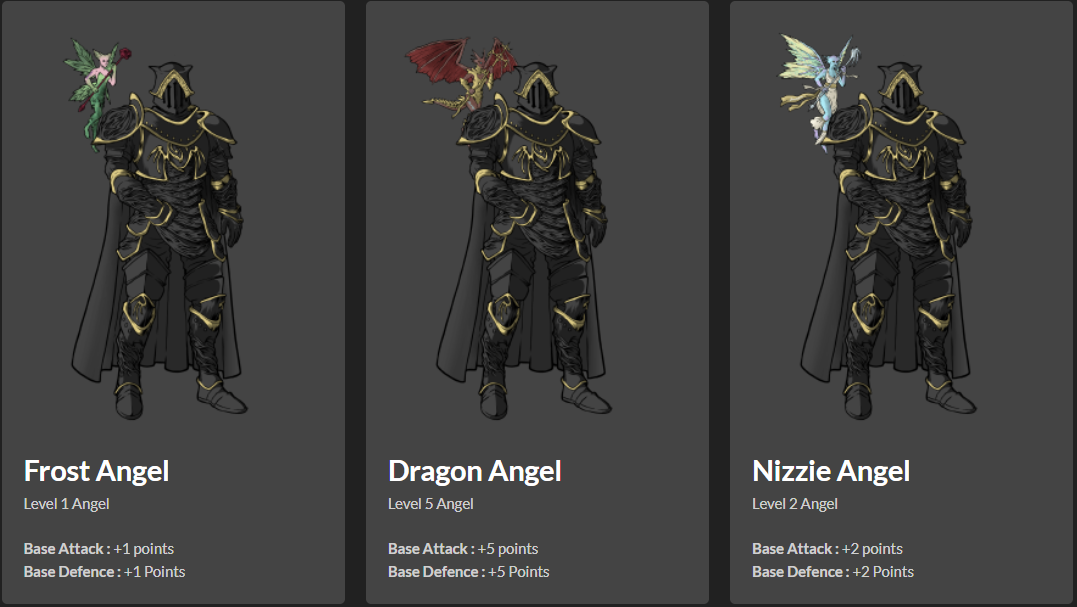 Frost Angel
Level 1 Angel
Base Attack : +1 points
Base Defence : +1 Points
Dragon Angel
Level 5 Angel
Base Attack : +5 points
Base Defence : +5 Points
Nizzie Angel
Level 2 Angel
Base Attack : +2 points
Base Defence : +2 Points